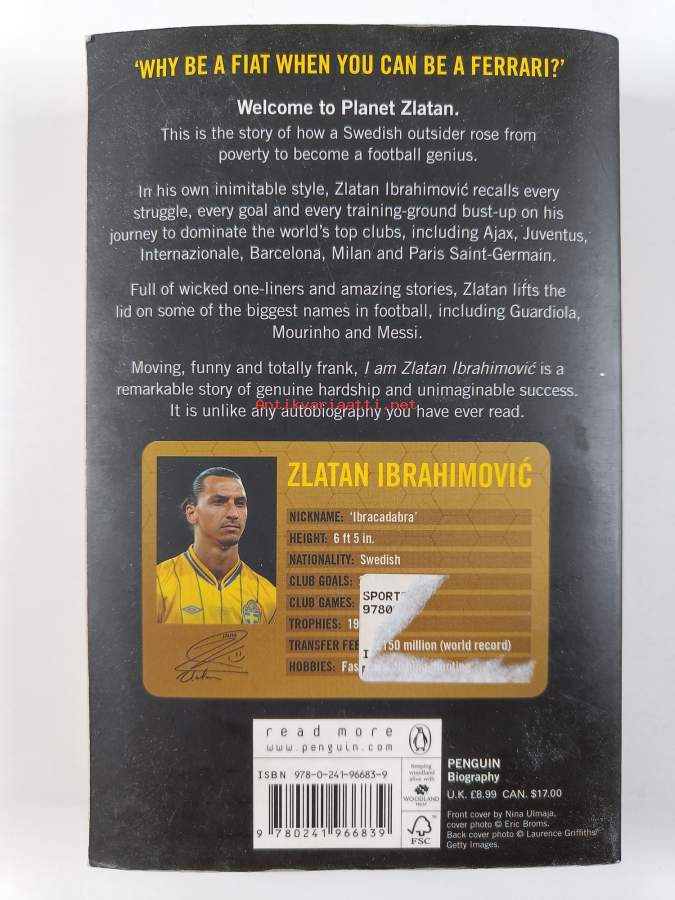 ‘WHY BE A FIAT WHEN YOU CAN BE A FERRARI?’
Welcome to Planet Zlatan.
This is the story of how a Swedish outsider rose from
poverty to become a football genius.
In his own inimitable style, Zlatan Ibrahimović recalls every
struggle, every goal and every training-ground bust-up on his
journey to dominate the world's top clubs, including Ajax, Juventus,
Internazionale, Barcelona, Milan and Paris Saint-Germain.
Full of wicked one-liners and amazing stories, Zlatan lifts the
lid on some of the biggest names in football, including Guardiola,
Mourinho and Messi.
Moving, funny and totally frank, I am Zlatan Ibrahimović is a
remarkable story of genuine hardship and unimaginable success.
Antikvariaatti.net
It is unlike any autobiography you have ever read.
ZLATAN IBRAHIMOVIĆ
NICKNAME: ‘Ibracadabra’
HEIGHT: 6 ft 5 in.
NATIONALITY: Swedish
CLUB GOALS:
CLUB GAMES:
SPORT
9780
TROPHIES: 19
TRANSFER FEE 150 million (world record)
HOBBIES:
read more
www.penguin.com
ISBN 978-0-241-96683-9
9 780241 966839
Keeping
woodland
alive with
WOODLAND
TRUST
FSC
PENGUIN
Biography
U.K. £8.99 CAN. $17.00
Front cover by Nina Ulmaja,
cover photo © Eric Broms.
Back cover photo © Laurence Griffiths/
Getty Images.